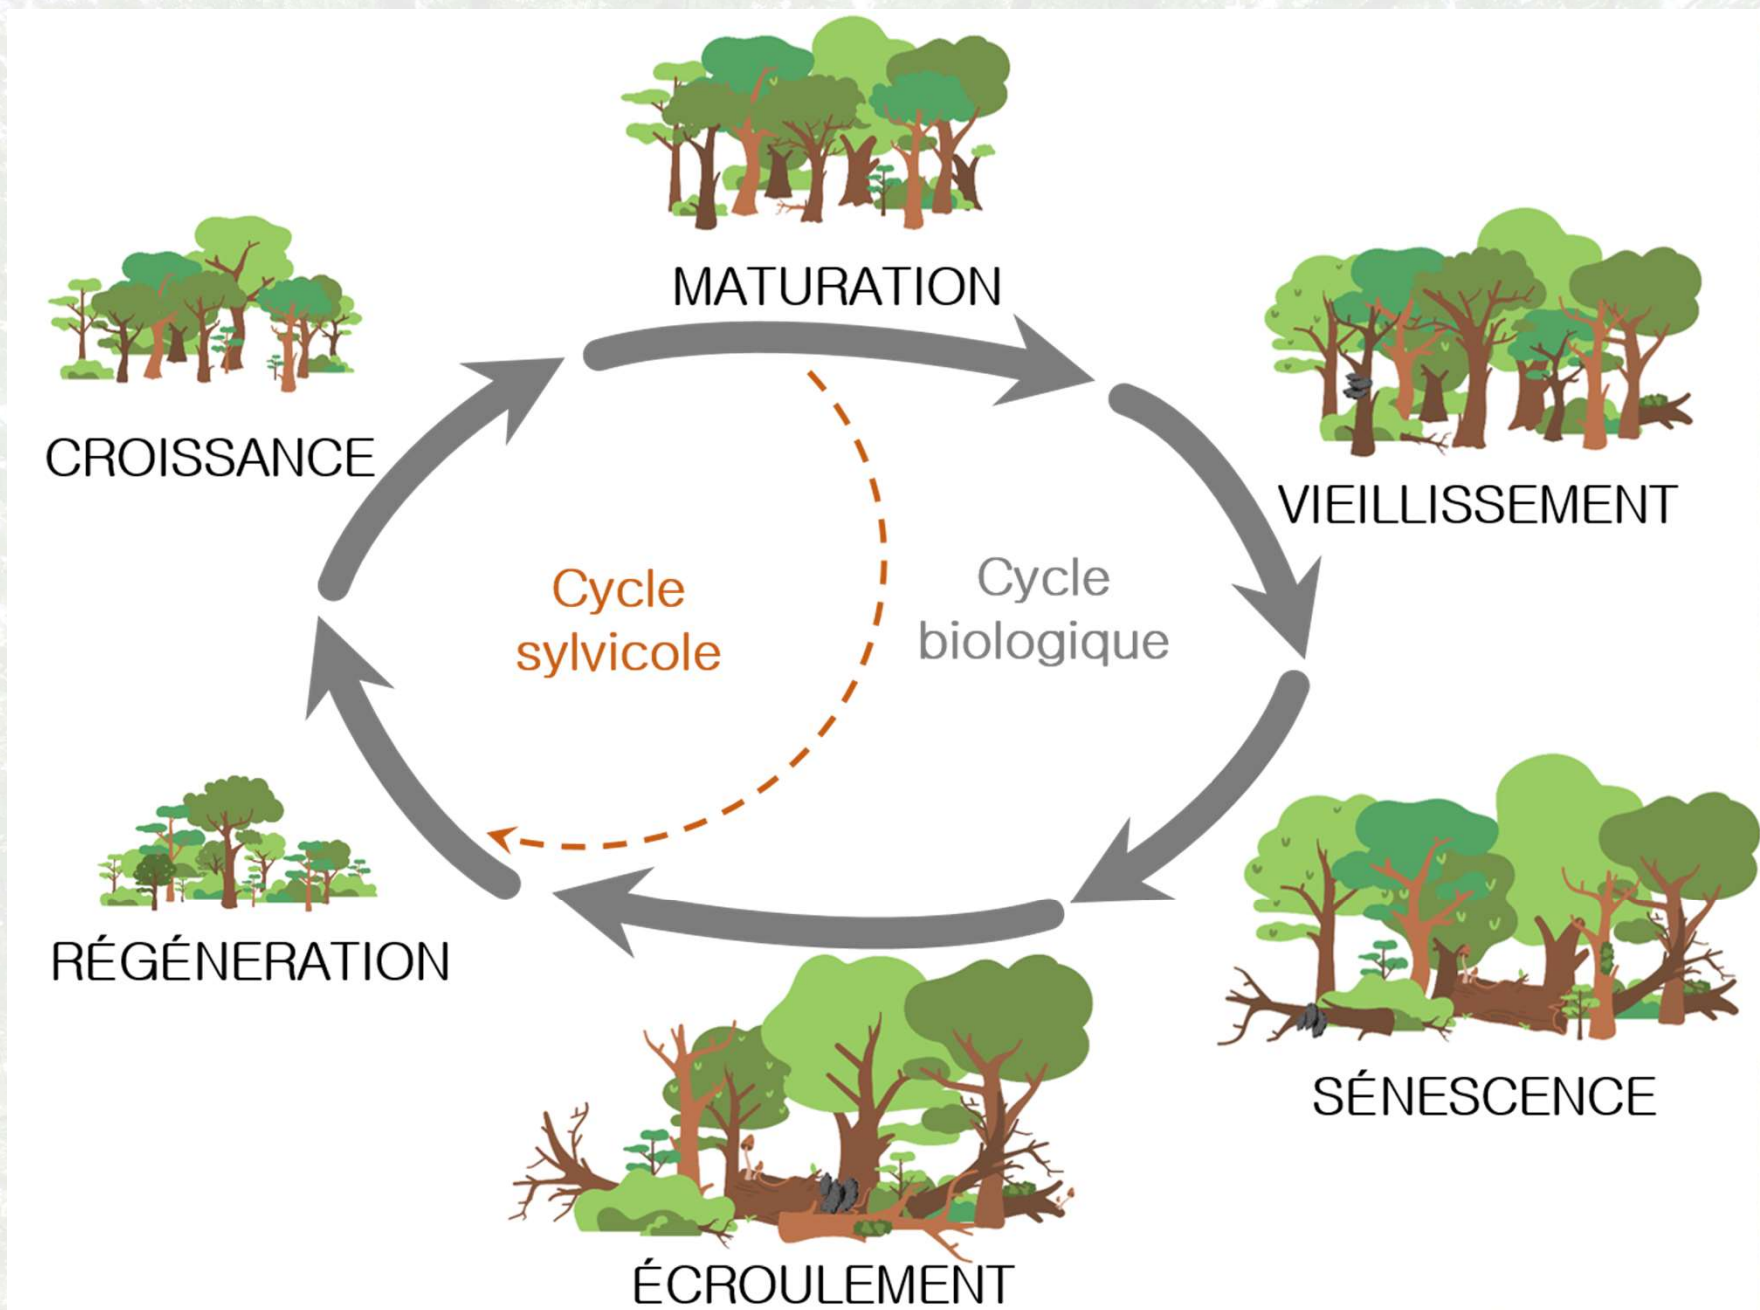 MATURATION
CROISSANCE
VIEILLISSEMENT
Cycle
sylvicole
Cycle
biologique
RÉGÉNERATION
SÉNESCENCE
ÉCROULEMENT